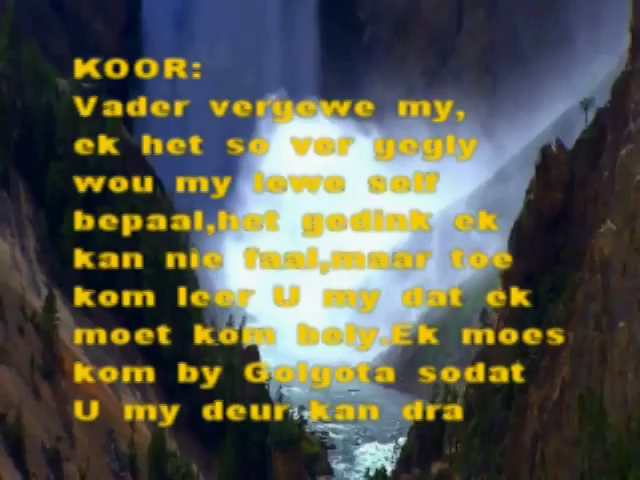 KOOR:
Vader vergewe my,
ek het so ver gegly
wou my lewe self
bepaal,het gedink ek
kan nie faal,maar toe
kom leer U my dat ek
moet kom bely.Ek moes
kom by Golgota sodat
U my deur kan dra